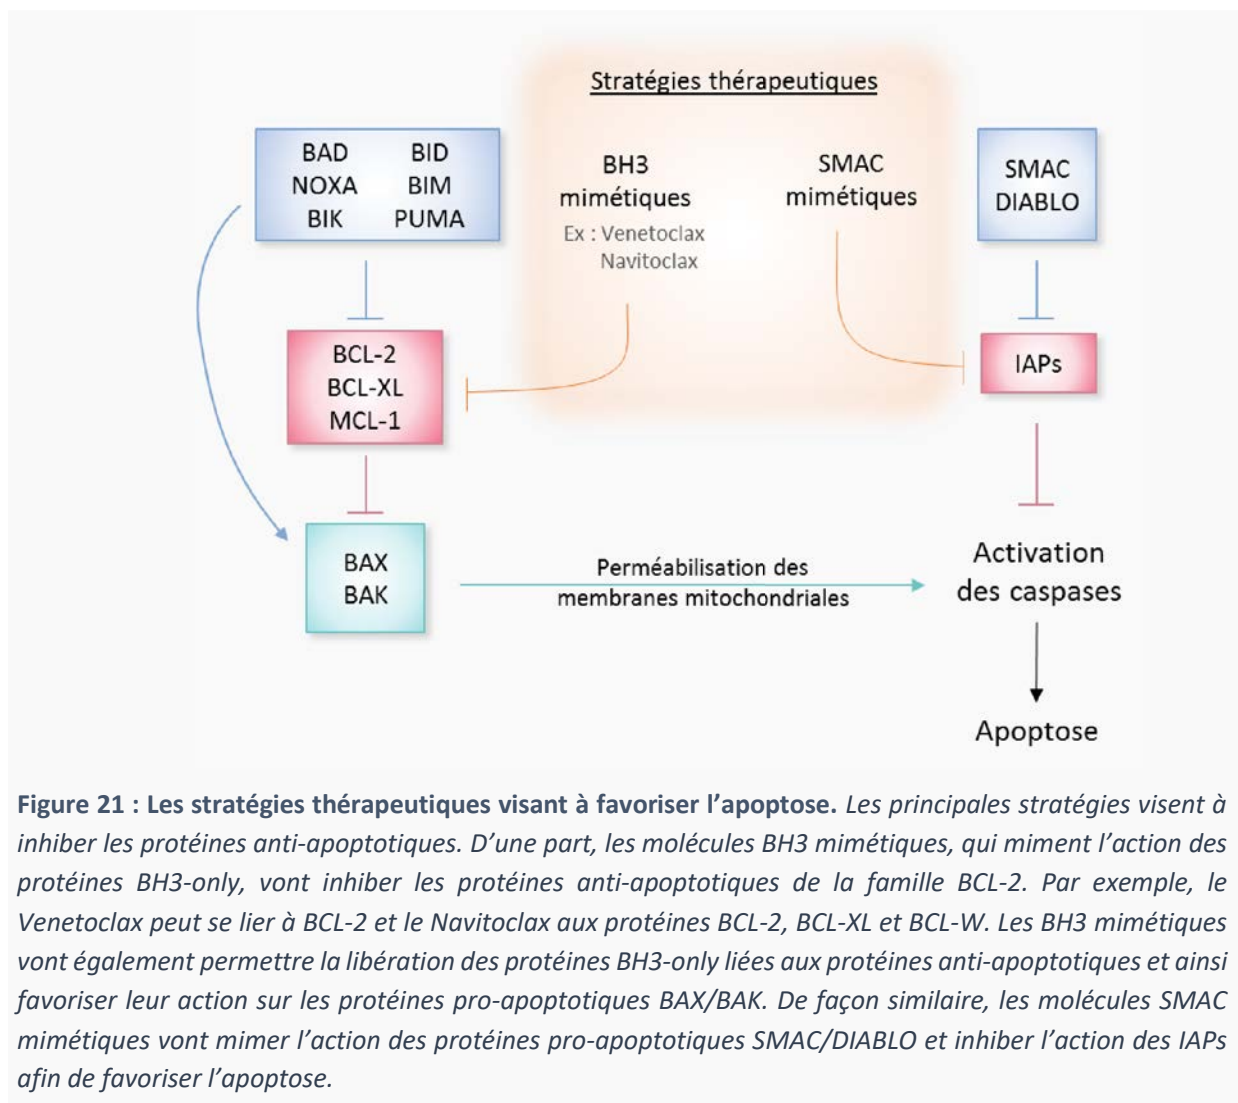 Stratégies thérapeutiques
BAD BID
NOXA BIM
BIK PUMA
BH3
mimétiques
Ex : Venetoclax
Navitoclax
SMAC
mimétiques
SMAC
DIABLO
BCL-2
BCL-XL
MCL-1
IAPs
BAX
BAK
Perméabilisation des
membranes mitochondriales
Activation
des caspases
Apoptose
Figure 21 : Les stratégies thérapeutiques visant à favoriser l’apoptose. Les principales stratégies visent à
inhiber les protéines anti-apoptotiques. D’une part, les molécules BH3 mimétiques, qui miment l’action des
protéines BH3-only, vont inhiber les protéines anti-apoptotiques de la famille BCL-2. Par exemple, le
Venetoclax peut se lier à BCL-2 et le Navitoclax aux protéines BCL-2, BCL-XL et BCL-W. Les BH3 mimétiques
vont également permettre la libération des protéines BH3-only liées aux protéines anti-apoptotiques et ainsi
favoriser leur action sur les protéines pro-apoptotiques BAX/BAK. De façon similaire, les molécules SMAC
mimétiques vont mimer l’action des protéines pro-apoptotiques SMAC/DIABLO et inhiber l’action des IAPs
afin de favoriser l’apoptose.